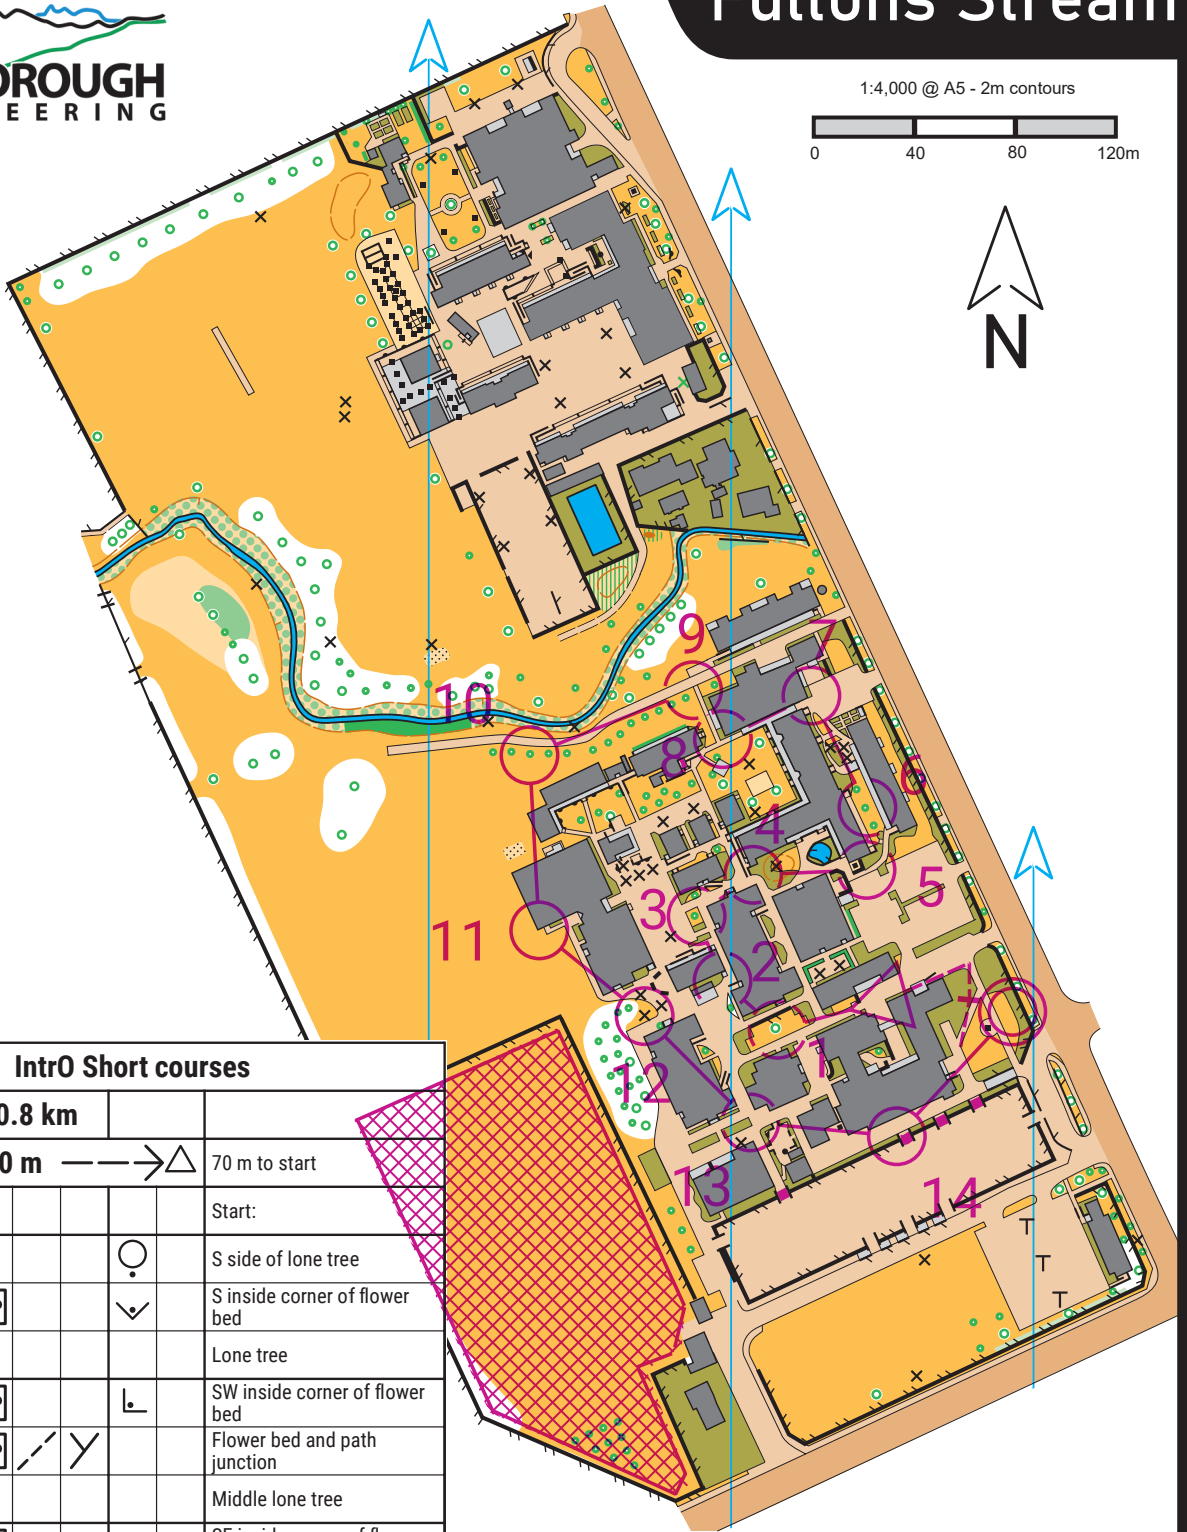 OROUGH
EERING
1:4,000 @ A5 - 2m contours
0 40 80 120m
N
9
7
10
8
6
4
3
5
11
2
1
12
13
14
IntrO Short courses
0.8 km
0 m
70 m to start
Start:
S side of lone tree
S inside corner of flower
bed
Lone tree
SW inside corner of flower
bed
Flower bed and path
junction
Middle lone tree